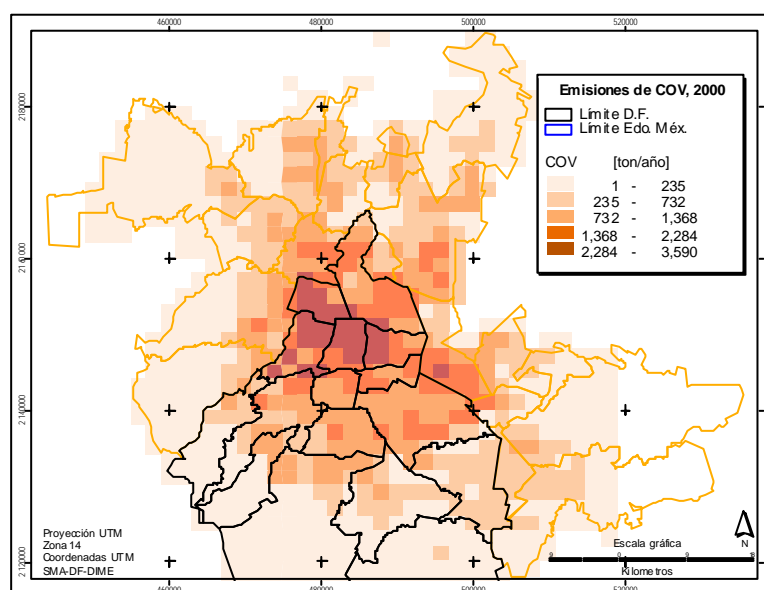 460000 480000 500000 520000
2180000
2160000
2140000
2120000
Emisiones de COV, 2000
Límite D.F.
Límite Edo. Méx.
COV [ton/año]
1 - 235
235 - 732
732 - 1,368
1,368 - 2,284
2,284 - 3,590
Proyección UTM
Zona 14
Coordenadas UTM
SMA-DF-DIME
N
Escala gráfica
Kilometros
460000 480000 500000 520000